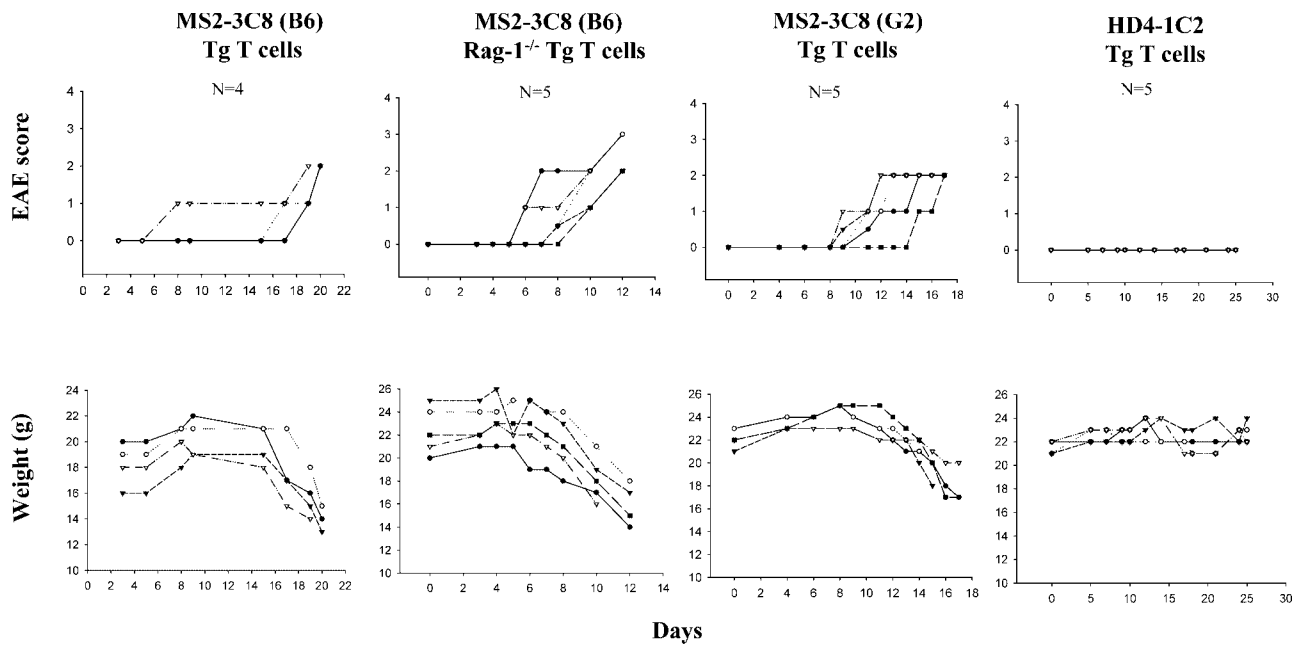 MS2-3C8 (B6)
Tg T cells
MS2-3C8 (B6)
Rag-1-/- Tg T cells
MS2-3C8 (G2)
Tg T cells
HD4-1C2
Tg T cells
N=4
N=5
N=5
N=5
EAE score
4
3
2
1
0
0 2 4 6 8 10 12 14 16 18 20 22
4
3
2
1
0
0 2 4 6 8 10 12 14
4
3
2
1
0
0 2 4 6 8 10 12 14 16 18
4
3
2
1
0
0 5 10 15 20 25 30
Weight (g)
24
22
20
18
16
14
12
10
0 2 4 6 8 10 12 14 16 18 20 22
26
24
22
20
18
16
14
12
10
0 2 4 6 8 10 12 14
26
24
22
20
18
16
14
12
10
0 2 4 6 8 10 12 14 16 18
26
24
22
20
18
16
14
12
10
0 5 10 15 20 25 30
Days